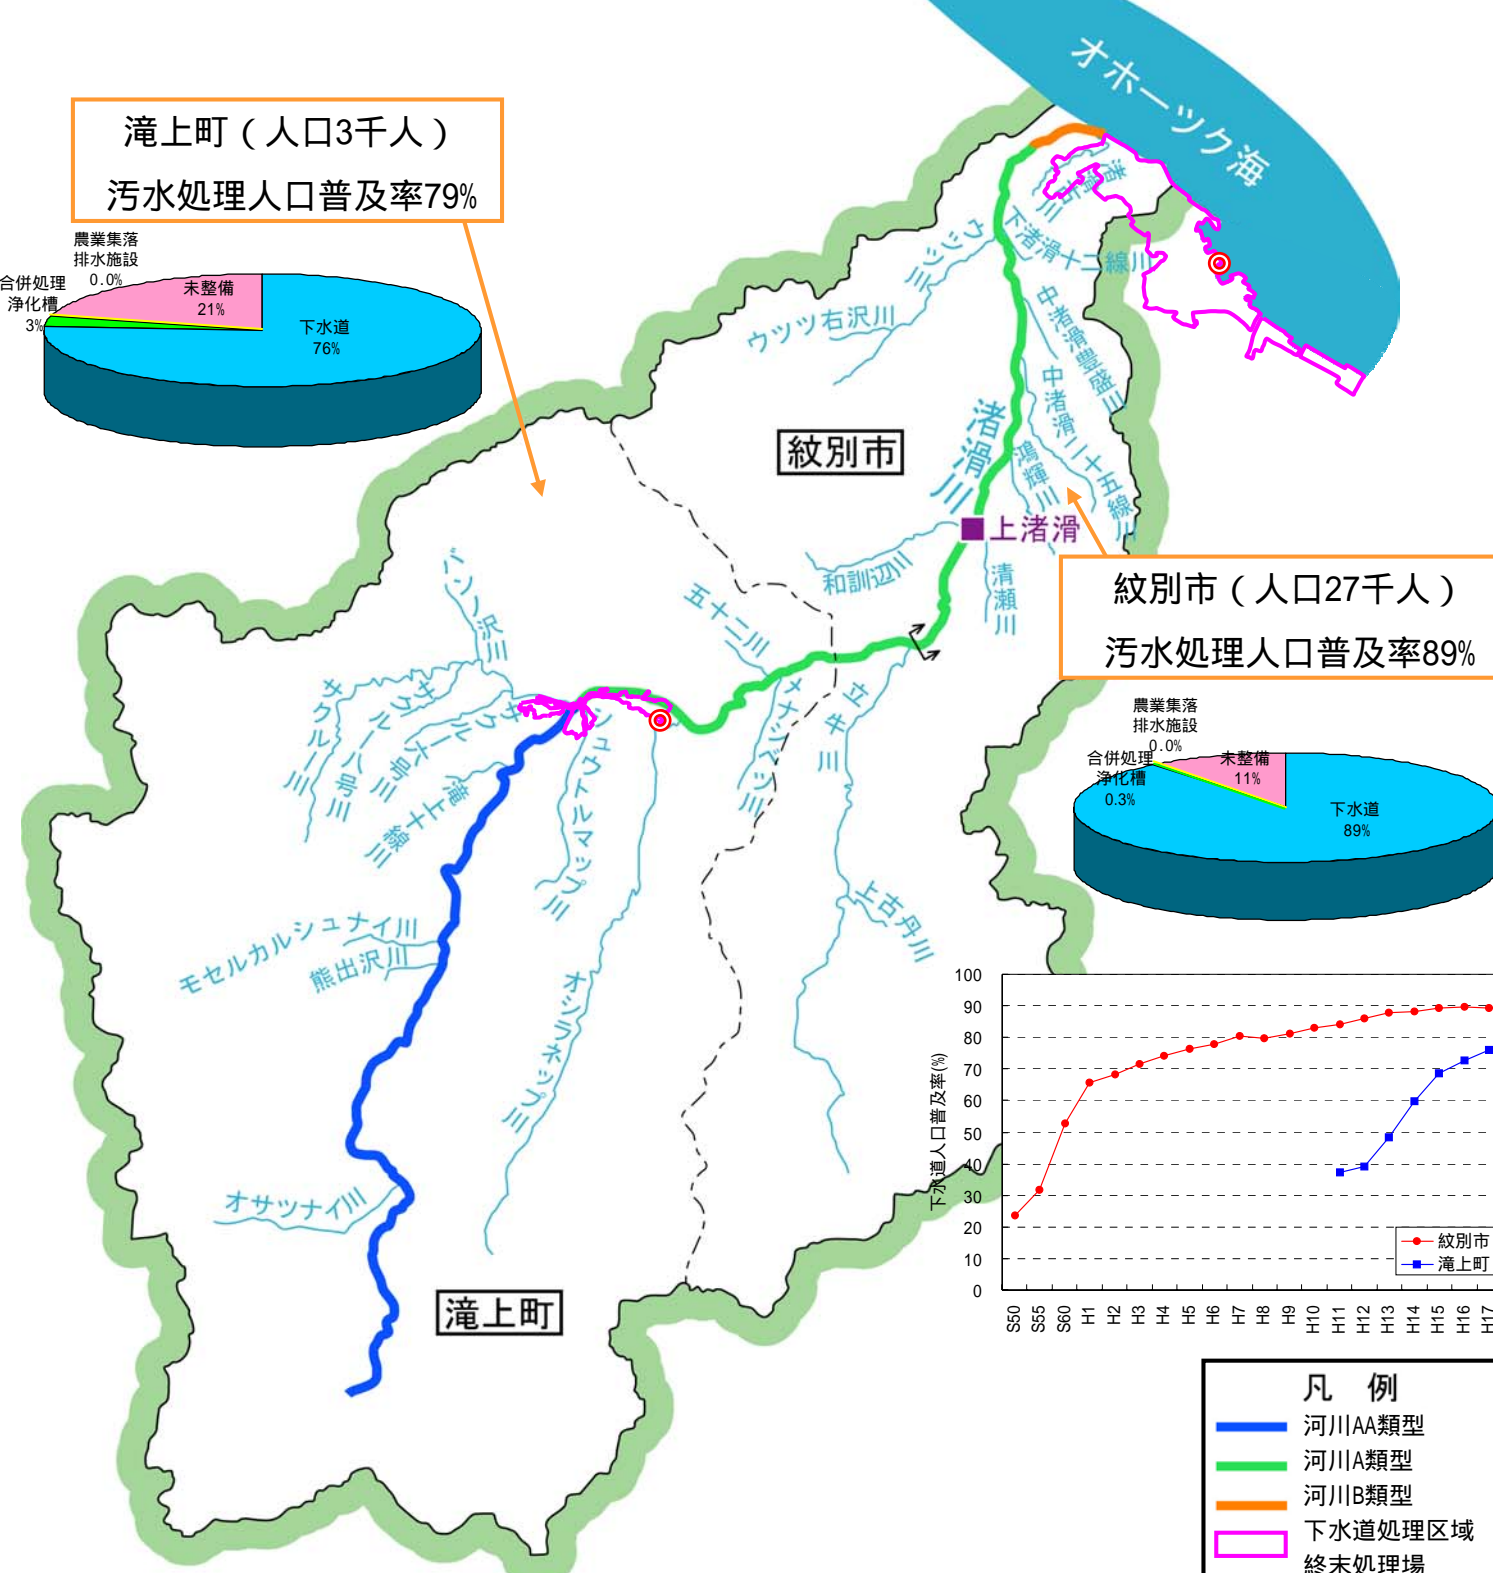 オホーツク海
滝上町（人口3千人）
汚水処理人口普及率79%
農業集落
排水施設
0.0%
合併処理
浄化槽
3%
未整備
21%
下水道
76%
渚滑古川
下渚滑十二線川
ウツツ川
ウツツ右沢川
中渚滑豊盛川
中渚滑二十五線川
渚滑川
鴻輝川
紋別市
上渚滑
和訓辺川
清瀬川
紋別市（人口27千人）
汚水処理人口普及率89%
農業集落
排水施設
0.0%
合併処理
浄化槽
0.3%
未整備
11%
下水道
89%
パンノ沢川
五十二川
サクルー川
サクルー八号川
サクルー六号川
滝上十線川
シュウトルマップ川
メナシベツ川
立牛川
上古丹川
モセカルシュナイ川
熊出沢川
オシラネップ川
オサツナイ川
滝上町
下水道人口普及率(%)
100
90
80
70
60
50
40
30
20
10
0
S50 S55 S60 H1 H2 H3 H4 H5 H6 H7 H8 H9 H10 H11 H12 H13 H14 H15 H16 H17
紋別市
滝上町
凡 例
河川AA類型
河川A類型
河川B類型
下水道処理区域
終末処理場